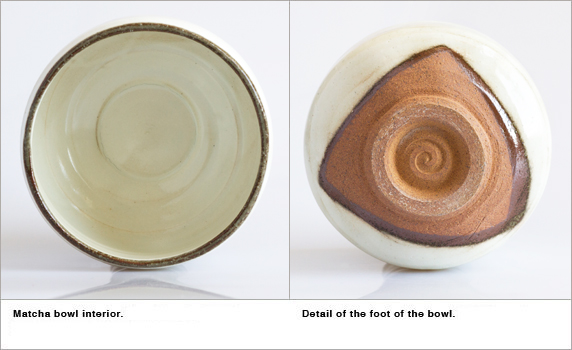 Matcha bowl interior.
Detail of the foot of the bowl.